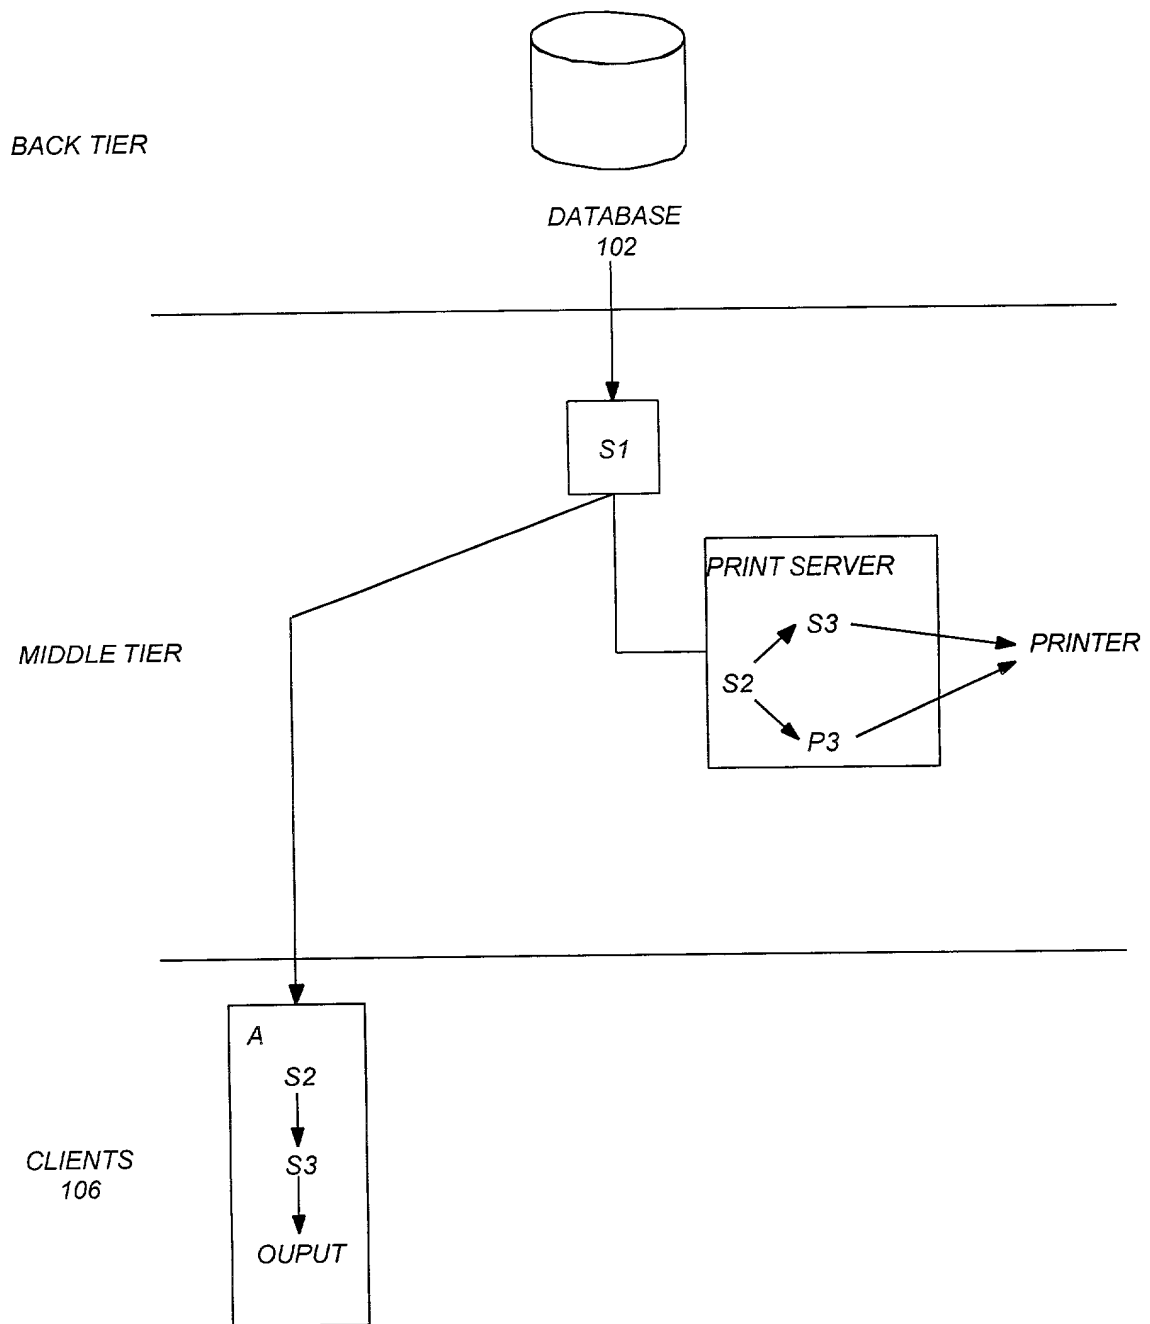 BACK TIER
DATABASE
102
S1
PRINT SERVER
S3
PRINTER
MIDDLE TIER
S2
P3
A
S2
S3
CLIENTS
106
OUPUT